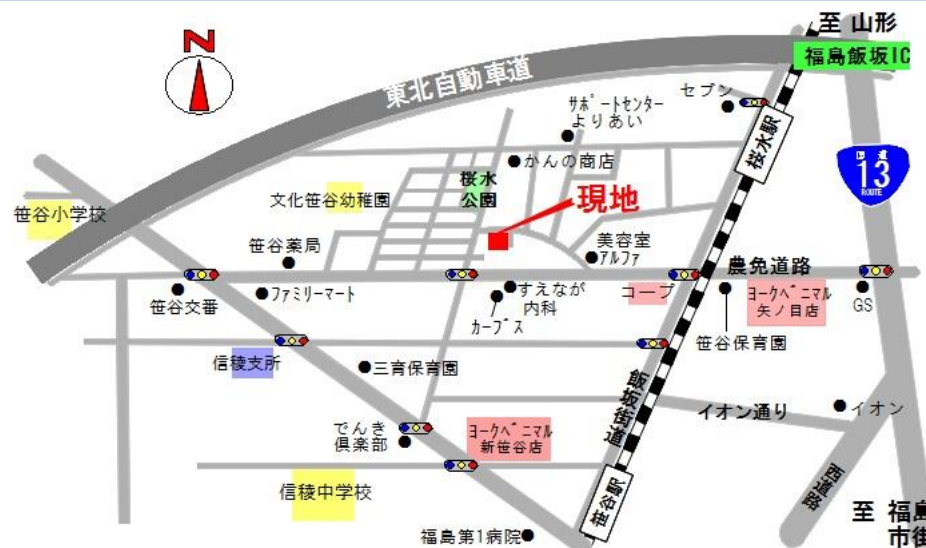 至 山形
N
福島飯坂IC
東北自動車道
セブン
サポートセンター
よりあい
桜水駅
かんの商店
国道
13
ROUTE
桜水
公園
文化笹谷幼稚園
現地
笹谷小学校
笹谷薬局
美容室
アルファ
農免道路
笹谷交番
ファミリーマート
すえなが
内科
カーブス
コープ
ヨークベニマル
矢ノ目店
GS
笹谷保育園
信稜支所
三育保育園
飯坂街道
イオン通り
イオン
でんき
倶楽部
ヨークベニマル
新笹谷店
西道路
信稜中学校
笹谷駅
至 福島
市街
福島第1病院